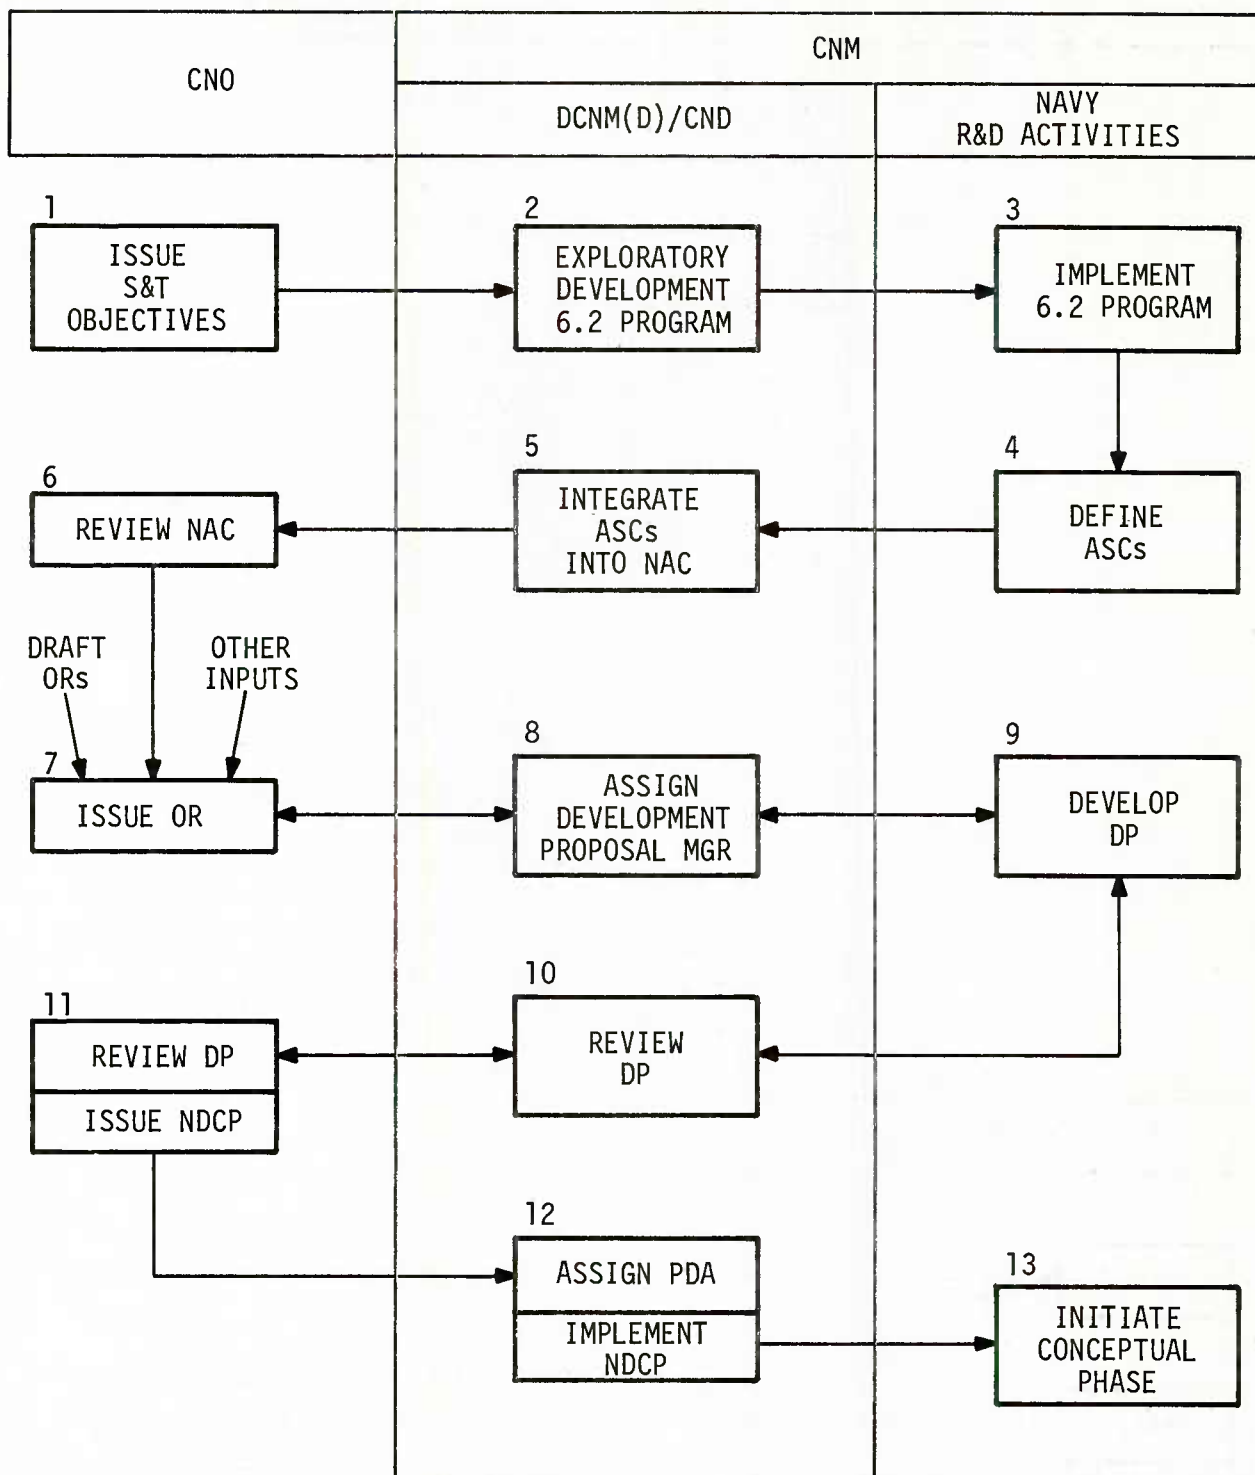 CNO
CNM
DCNM(D)/CND
NAVY
R&D ACTIVITIES
1
ISSUE
S&T
OBJECTIVES
2
EXPLORATORY
DEVELOPMENT
6.2 PROGRAM
3
IMPLEMENT
6.2 PROGRAM
4
DEFINE
ASCs
5
INTEGRATE
ASCs
INTO NAC
6
REVIEW NAC
DRAFT
ORs
OTHER
INPUTS
7
ISSUE OR
8
ASSIGN
DEVELOPMENT
PROPOSAL MGR
9
DEVELOP
DP
10
REVIEW
DP
11
REVIEW DP
ISSUE NDCP
12
ASSIGN PDA
IMPLEMENT
NDCP
13
INITIATE
CONCEPTUAL
PHASE